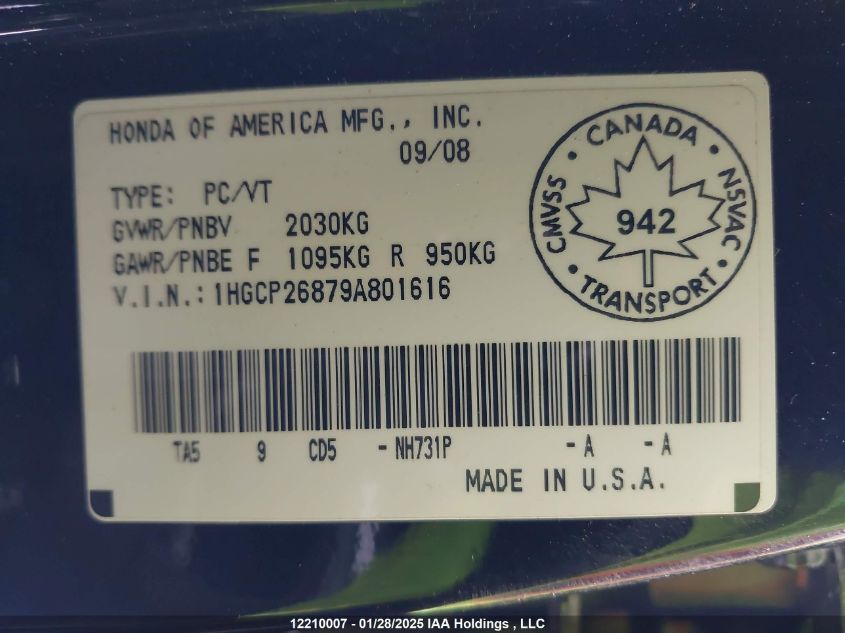 HONDA OF AMERICA MFG., INC.
09/08
TYPE: PC/VT
GVWR/PNBV 2030KG
GAWR/PNBE F 1095KG R 950KG
V.I.N.: 1HGCP26879A801616
CANADA
CMVSS
942
NSVAC
TRANSPORT
TA5 9 CD5 - NH731P - A - A
MADE IN U.S.A.
12210007 - 01/28/2025 IAA Holdings , LLC